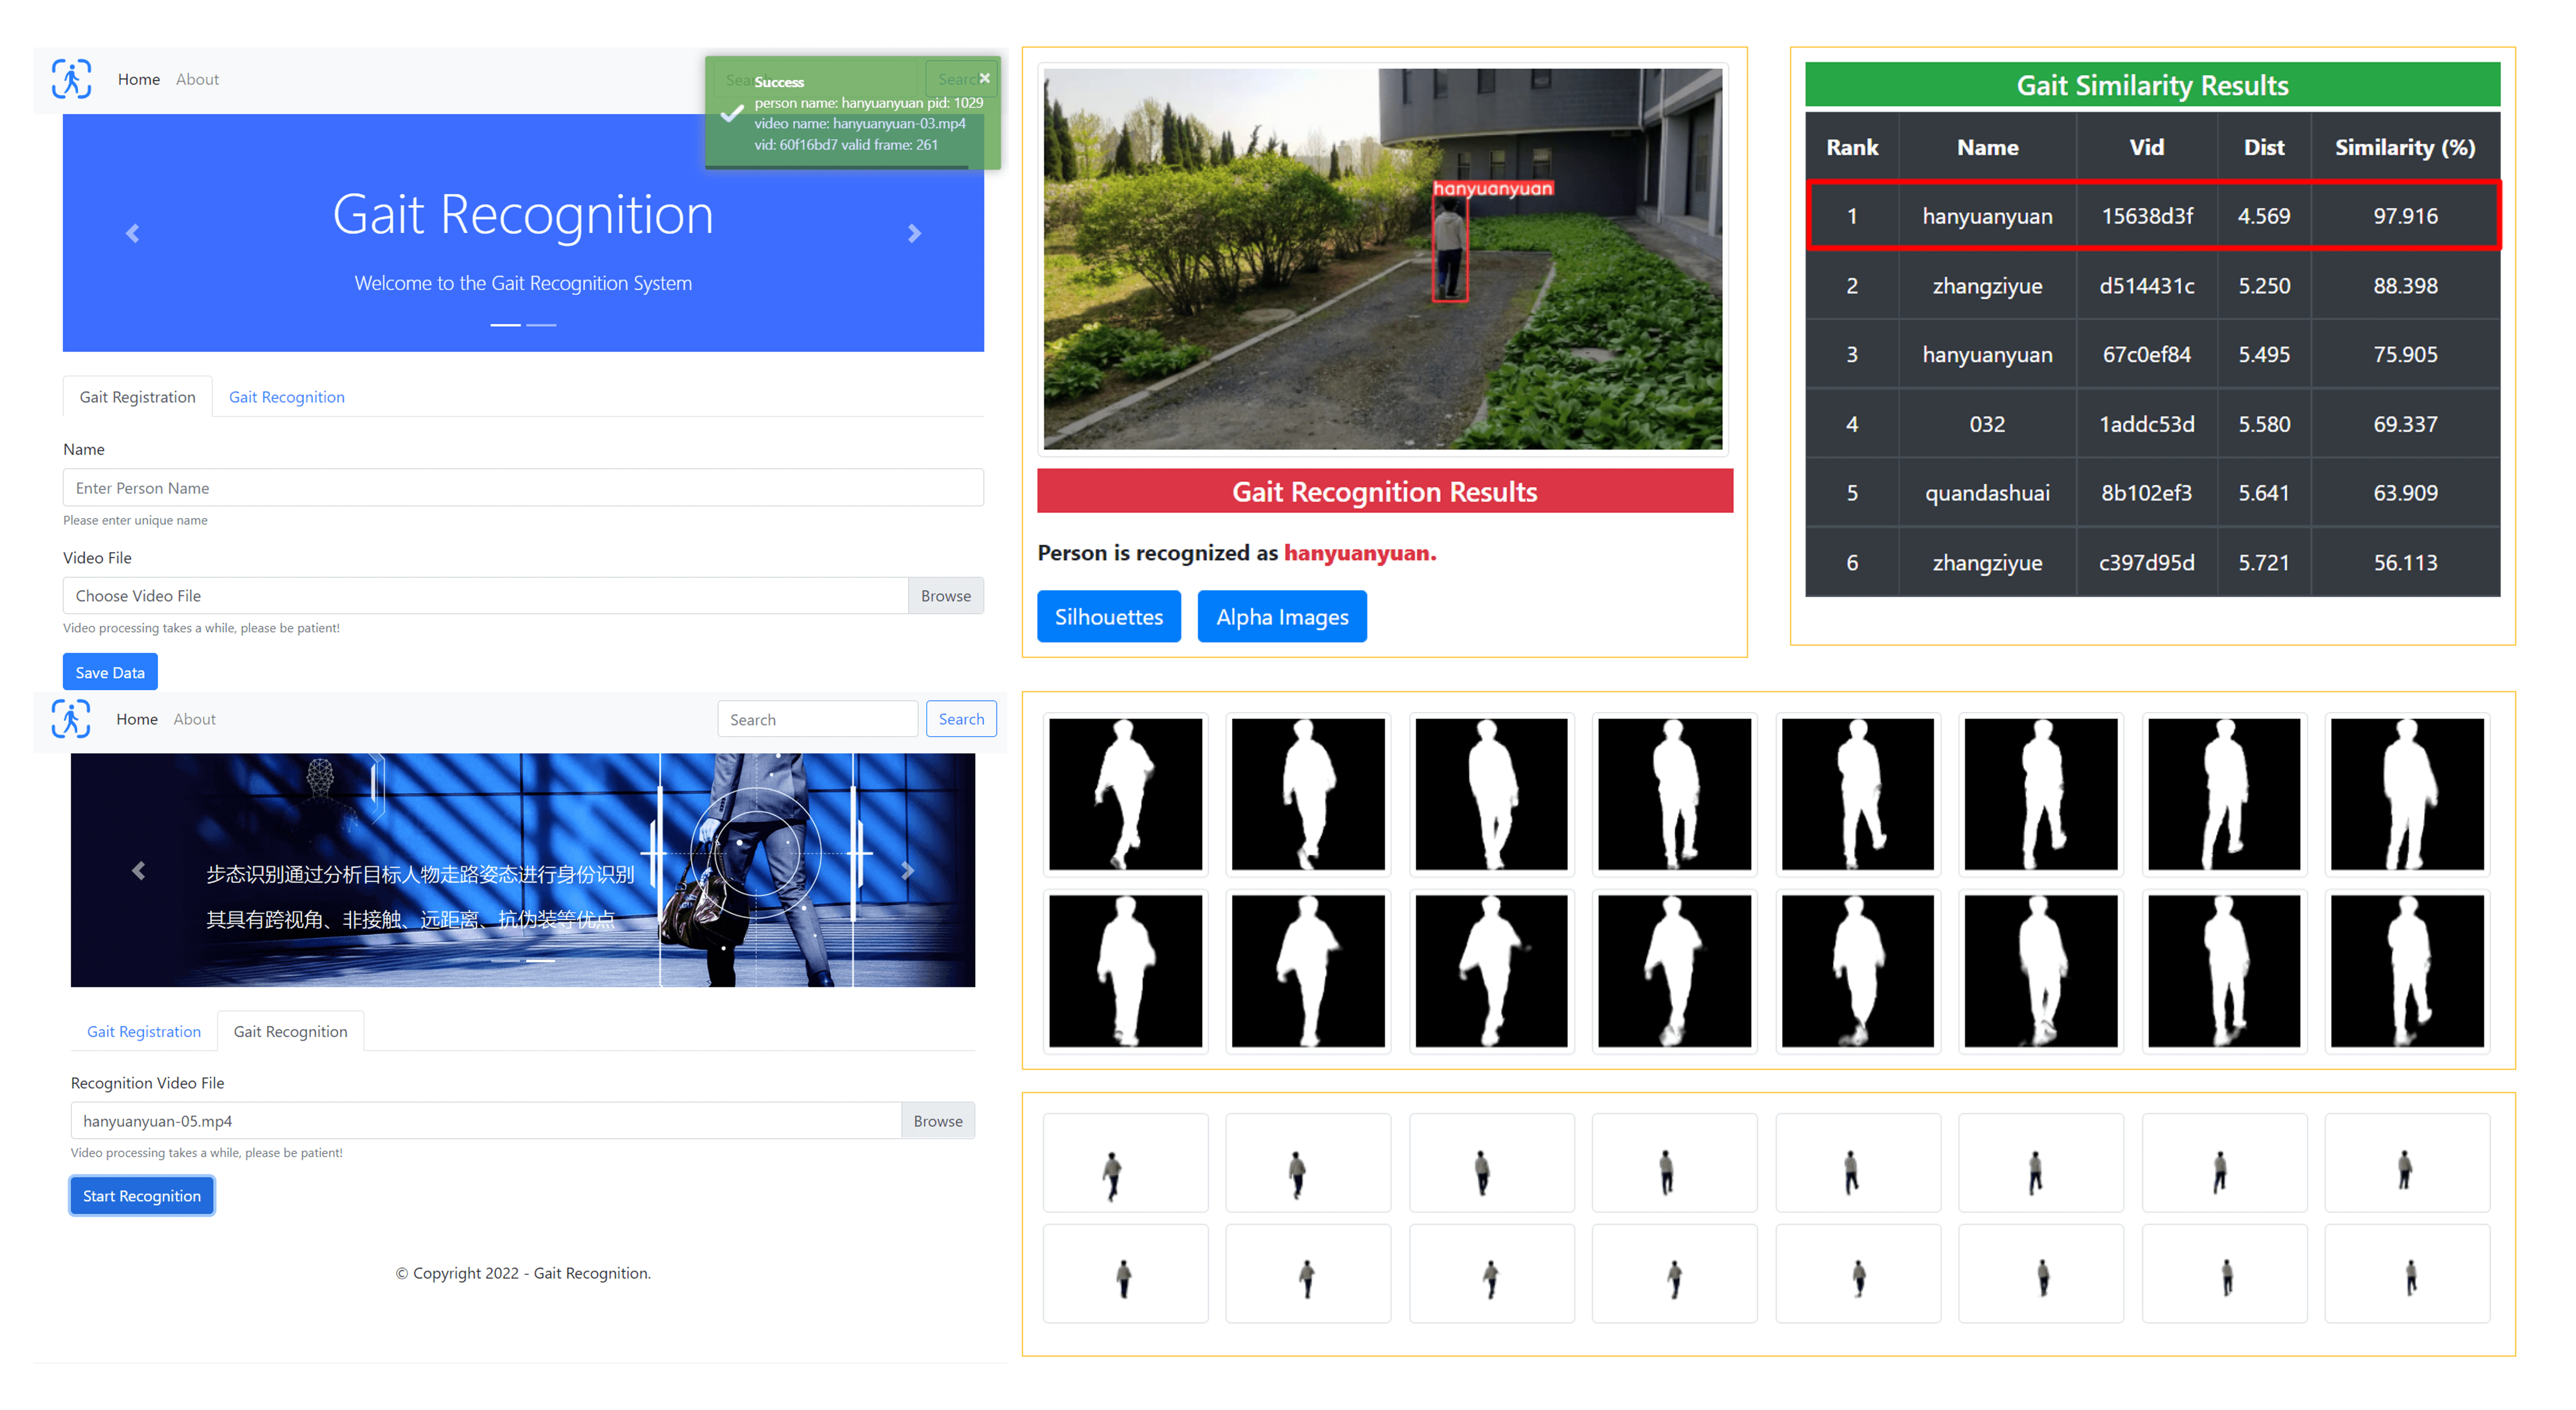 Home About
Search Search
Success
person name: hanyuanyuan pid: 1029
video name: hanyuanyuan-03.mp4
vid: 60f16bd7 valid frame: 261
Gait Recognition
Welcome to the Gait Recognition System
Gait Registration Gait Recognition
Name
Enter Person Name
Please enter unique name
Video File
Choose Video File Browse
Video processing takes a while, please be patient!
Save Data
hanyuanyuan
Gait Recognition Results
Person is recognized as hanyuanyuan.
Silhouettes Alpha Images
Gait Similarity Results
Rank Name Vid Dist Similarity (%)
1 hanyuanyuan 15638d3f 4.569 97.916
2 zhangziyue d514431c 5.250 88.398
3 hanyuanyuan 67c0ef84 5.495 75.905
4 032 1addc53d 5.580 69.337
5 quandashuai 8b102ef3 5.641 63.909
6 zhangziyue c397d95d 5.721 56.113
Home About Search Search
步态识别通过分析目标人物走路姿态进行身份识别
其具有跨视角、非接触、远距离、抗伪装等优点
Gait Registration Gait Recognition
Recognition Video File
hanyuanyuan-05.mp4 Browse
Video processing takes a while, please be patient!
Start Recognition
© Copyright 2022 - Gait Recognition.